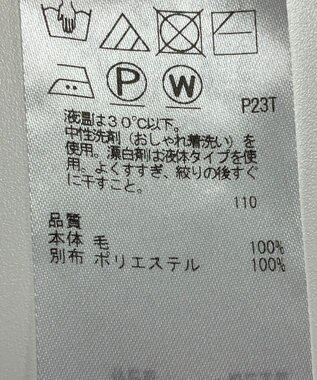 P
W
P23T
液温は30℃以下。
中性洗剤（おしゃれ着洗い）を
使用。漂白剤は液体タイプを使
用。よくすすぎ、絞りの後すぐ
に干すこと。
110
品質
本体 毛 100%
別布 ポリエステル 100%